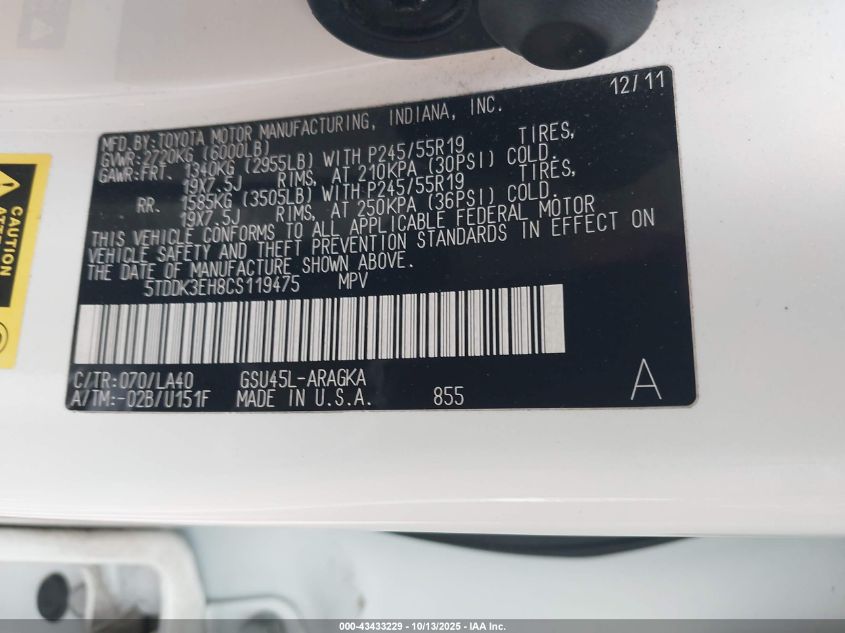 12/11
MFD.BY:TOYOTA MOTOR MANUFACTURING, INDIANA, INC.
GVWR:2720KG (6000LB)
GAWR:FRT. 1340KG (2955LB) WITH P245/55R19 TIRES,
19X7.5J RIMS, AT 210KPA (30PSI) COLD.
RR. 1585KG (3505LB) WITH P245/55R19 TIRES,
19X7.5J RIMS, AT 250KPA (36PSI) COLD.
THIS VEHICLE CONFORMS TO ALL APPLICABLE FEDERAL MOTOR
VEHICLE SAFETY AND THEFT PREVENTION STANDARDS IN EFFECT ON
THE DATE OF MANUFACTURE SHOWN ABOVE.
5TDDK3EH8CS119475 MPV
C/TR:070/LA40 GSU45L-ARAGKA
A/TM:-02B/U151F MADE IN U.S.A. 855 A
CAUTION
000-43433229 | 10/13/2025 - IAA Inc.